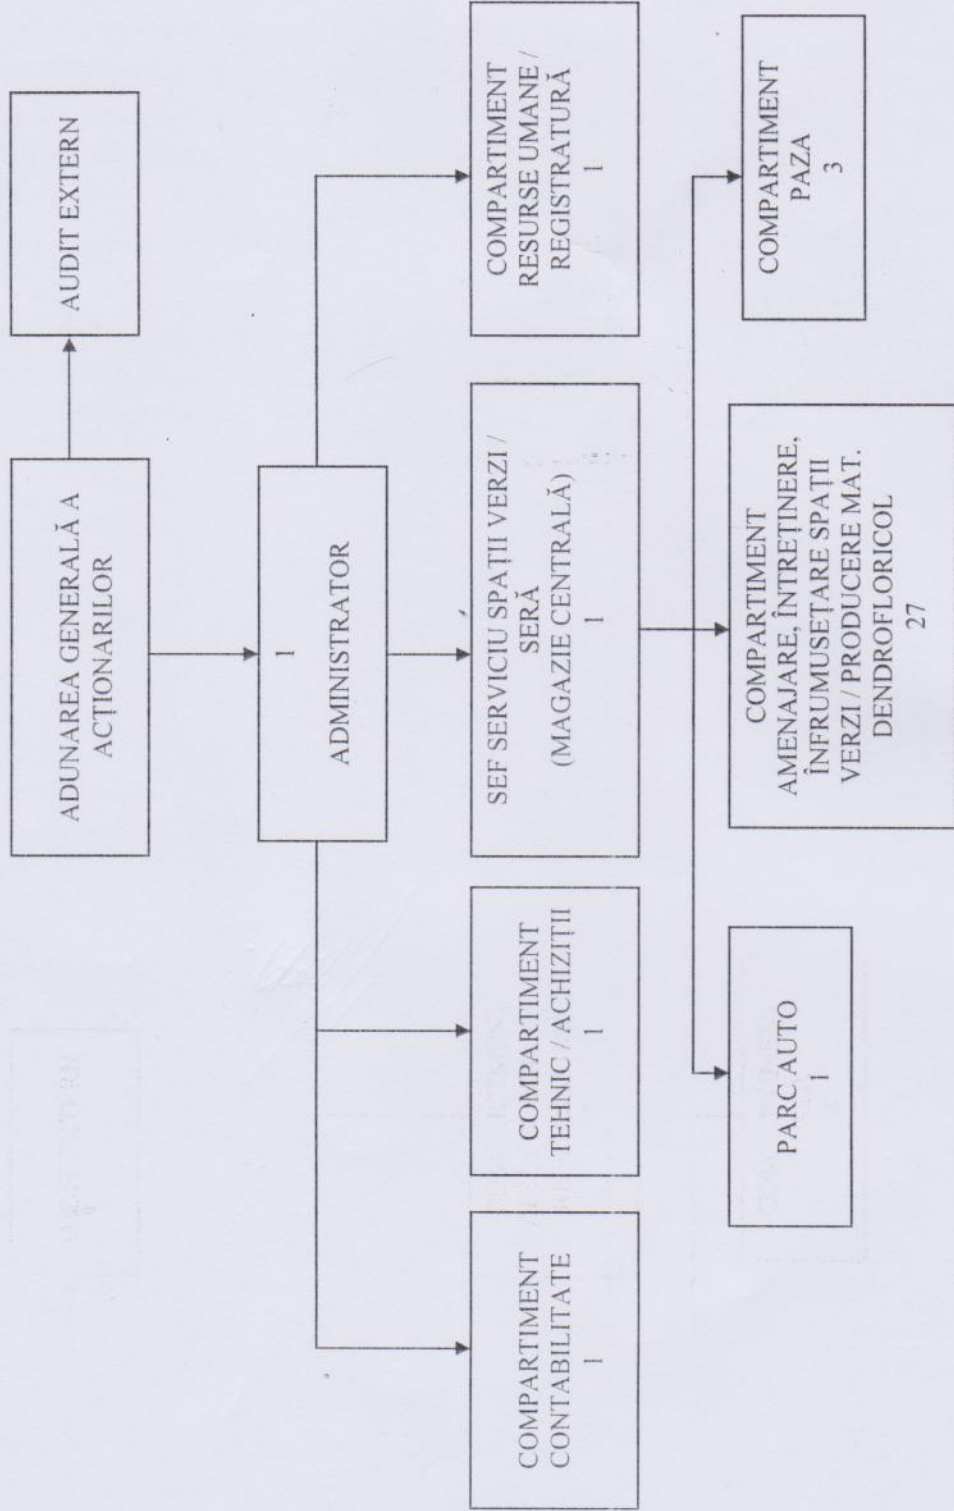 ADUNAREA GENERALĂ A
ACȚIONARILOR
AUDIT EXTERN
1
ADMINISTRATOR
COMPARTIMENT
CONTABILITATE
1
COMPARTIMENT
TEHNIC / ACHIZIȚII
1
SEF SERVICIU SPAȚII VERZI /
SERĂ
(MAGAZIE CENTRALĂ)
1
COMPARTIMENT
RESURSE UMANE /
REGISTRATURĂ
1
PARC AUTO
1
COMPARTIMENT
AMENAJARE, ÎNTREȚINERE,
ÎNFRUMUSEȚARE SPAȚII
VERZI / PRODUCERE MAT.
DENDROFLORICOL
27
COMPARTIMENT
PAZA
3